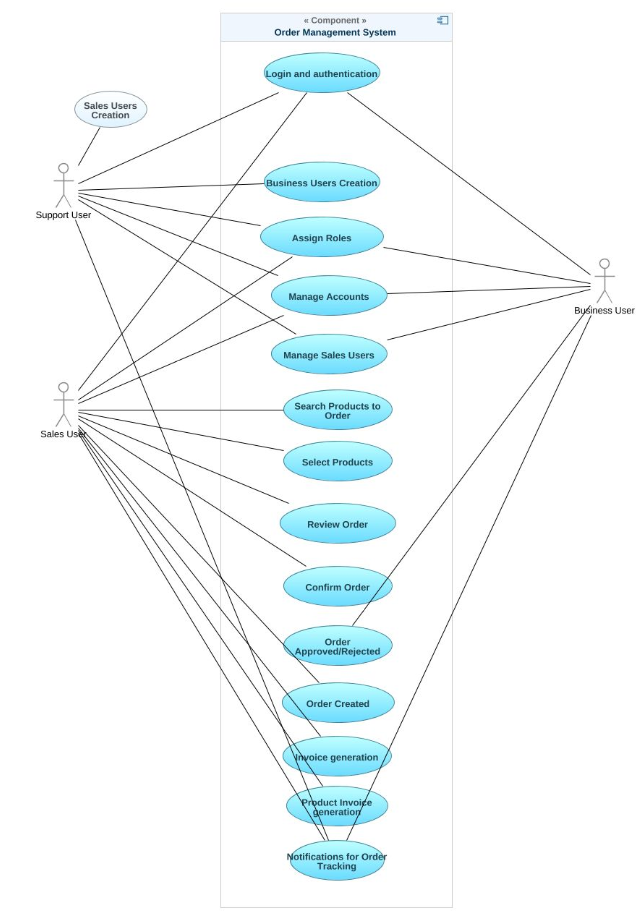 « Component »
Order Management System
Login and authentication
Sales Users
Creation
Business Users Creation
Support User
Assign Roles
Manage Accounts
Business User
Manage Sales Users
Search Products to
Order
Sales User
Select Products
Review Order
Confirm Order
Order
Approved/Rejected
Order Created
Invoice generation
Product Invoice
generation
Notifications for Order
Tracking